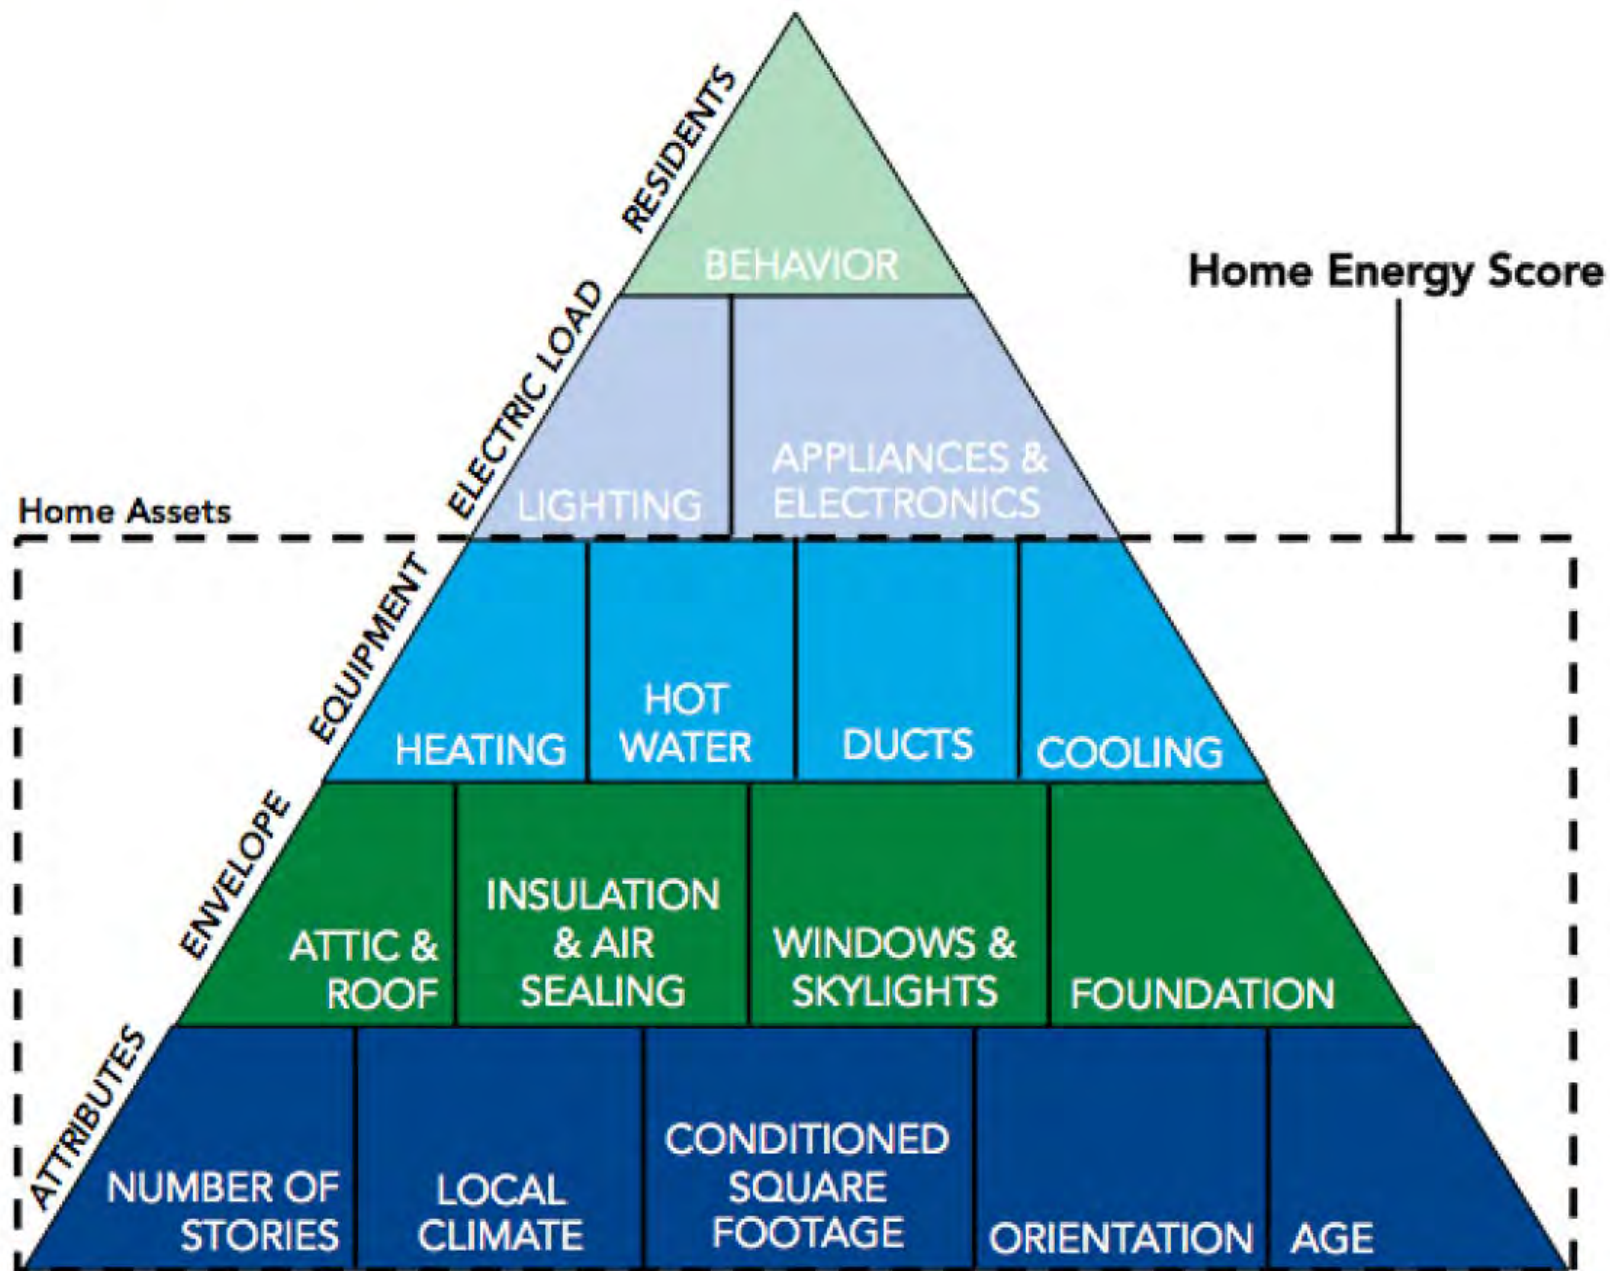 RESIDENTS
BEHAVIOR
Home Energy Score
ELECTRIC LOAD
LIGHTING
APPLIANCES &
ELECTRONICS
Home Assets
EQUIPMENT
HEATING
HOT
WATER
DUCTS
COOLING
ENVELOPE
ATTIC &
ROOF
INSULATION
& AIR
SEALING
WINDOWS &
SKYLIGHTS
FOUNDATION
ATTRIBUTES
NUMBER OF
STORIES
LOCAL
CLIMATE
CONDITIONED
SQUARE
FOOTAGE
ORIENTATION
AGE